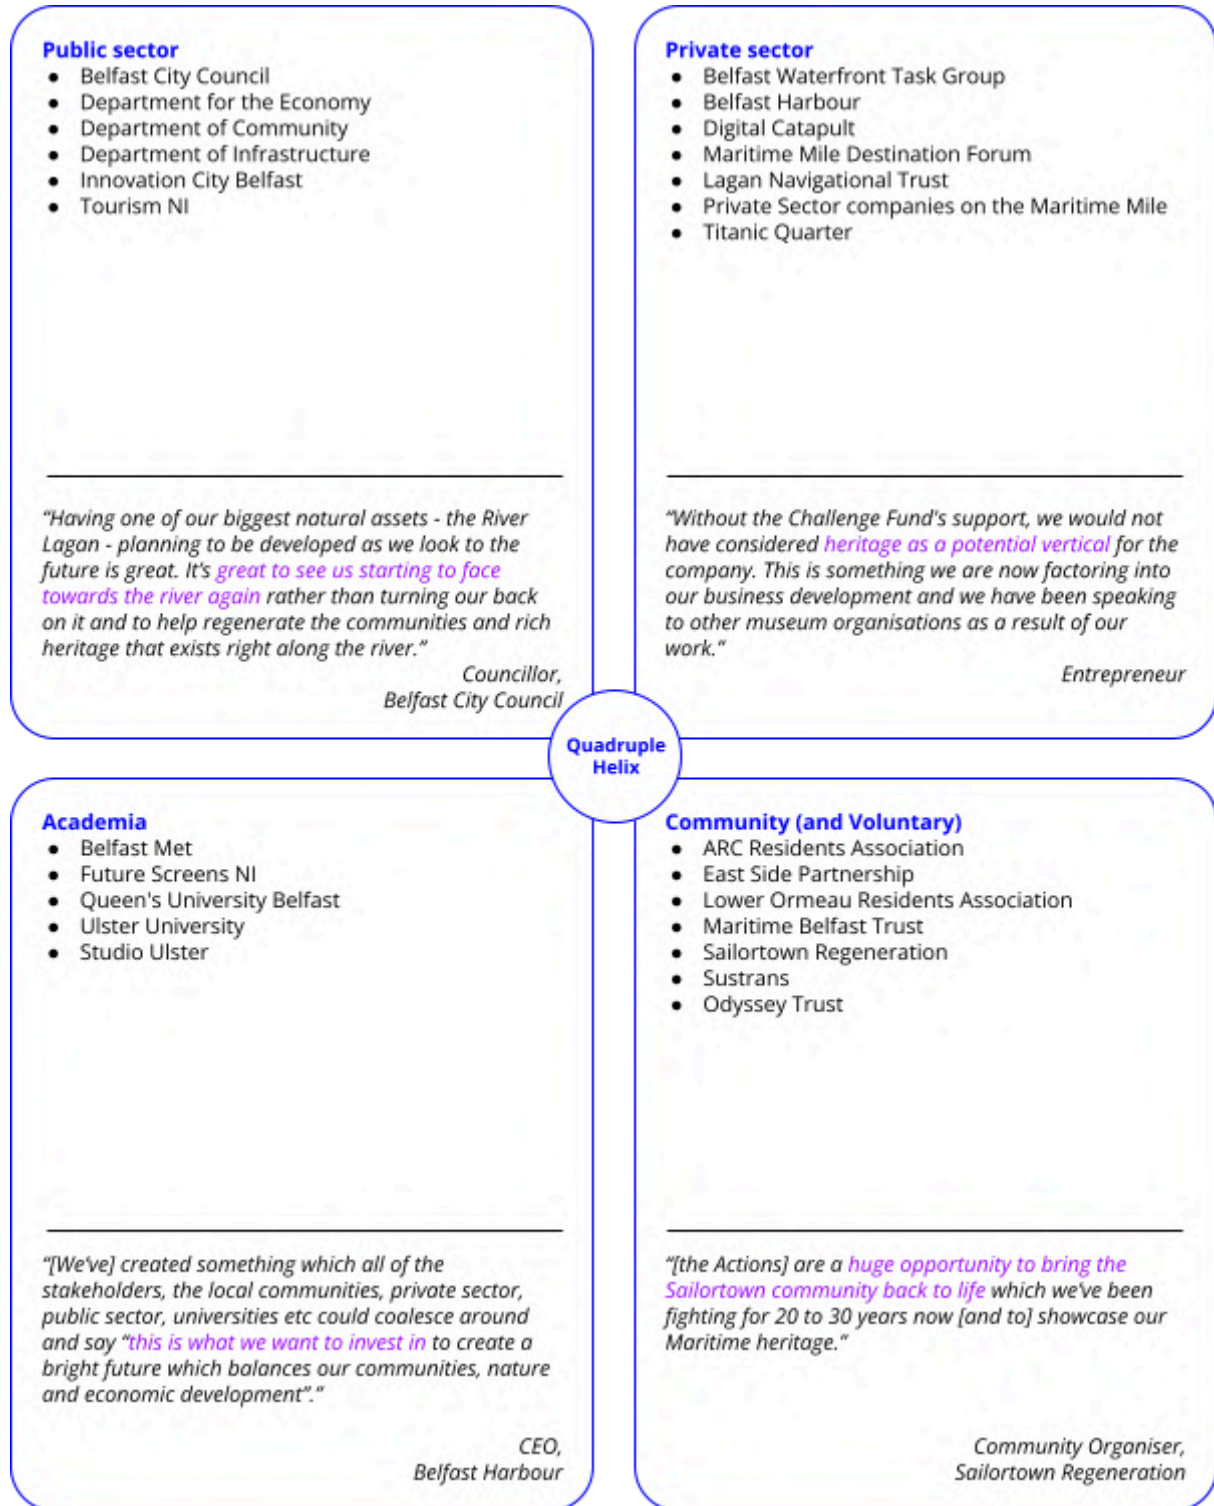 Public sector
● Belfast City Council
● Department for the Economy
● Department of Community
● Department of Infrastructure
● Innovation City Belfast
● Tourism NI
“Having one of our biggest natural assets - the River
Lagan - planning to be developed as we look to the
future is great. It's great to see us starting to face
towards the river again rather than turning our back
on it and to help regenerate the communities and rich
heritage that exists right along the river.”
Councillor,
Belfast City Council
Private sector
● Belfast Waterfront Task Group
● Belfast Harbour
● Digital Catapult
● Maritime Mile Destination Forum
● Lagan Navigational Trust
● Private Sector companies on the Maritime Mile
● Titanic Quarter
“Without the Challenge Fund's support, we would not
have considered heritage as a potential vertical for the
company. This is something we are now factoring into
our business development and we have been speaking
to other museum organisations as a result of our
work.”
Entrepreneur
Quadruple
Helix
Academia
● Belfast Met
● Future Screens NI
● Queen's University Belfast
● Ulster University
● Studio Ulster
“[We've] created something which all of the
stakeholders, the local communities, private sector,
public sector, universities etc could coalesce around
and say “this is what we want to invest in to create a
bright future which balances our communities, nature
and economic development”.”
CEO,
Belfast Harbour
Community (and Voluntary)
● ARC Residents Association
● East Side Partnership
● Lower Ormeau Residents Association
● Maritime Belfast Trust
● Sailortown Regeneration
● Sustrans
● Odyssey Trust
“[the Actions] are a huge opportunity to bring the
Sailortown community back to life which we've been
fighting for 20 to 30 years now [and to] showcase our
Maritime heritage.”
Community Organiser,
Sailortown Regeneration